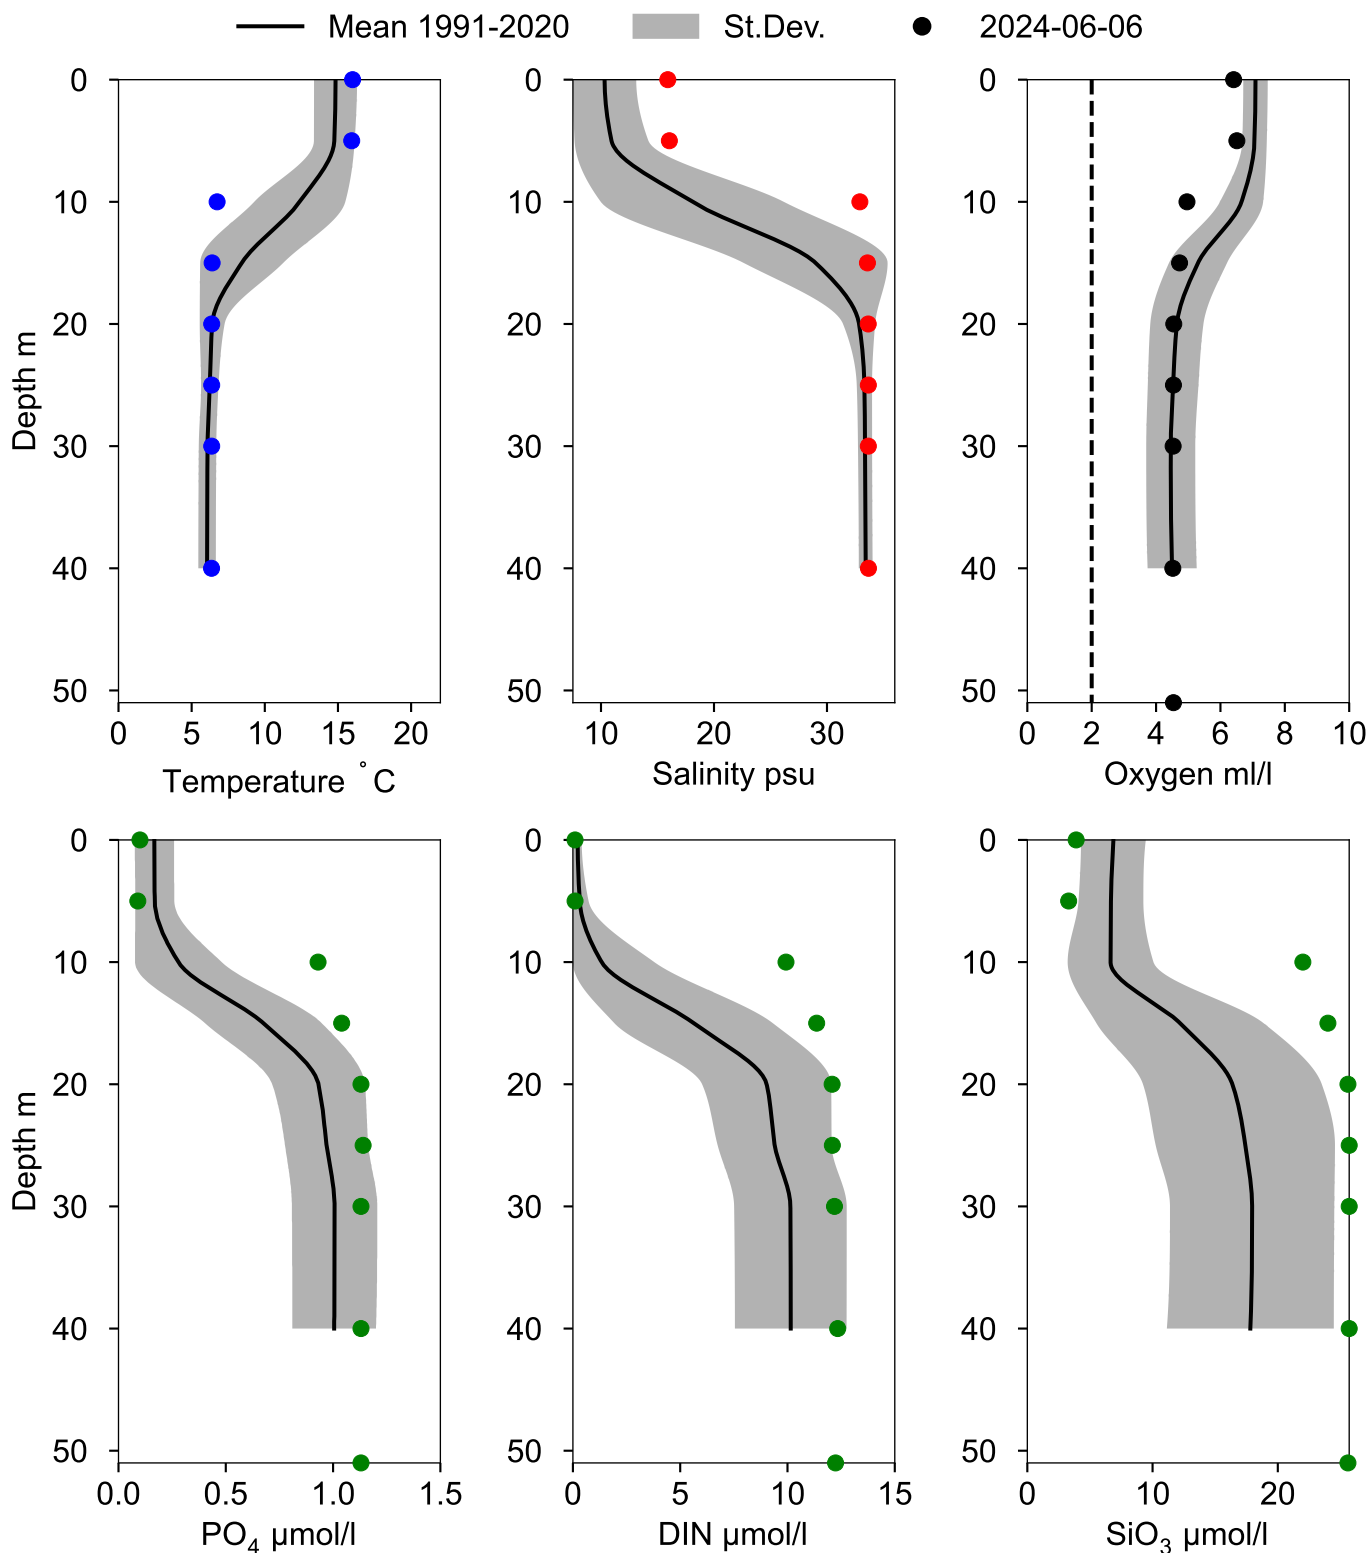 Mean 1991-2020 St.Dev. 2024-06-06
0 0 0
10 10 10
20 20 20
30 30 30
40 40 40
50 50 50
Depth m
0 5 10 15 20 10 20 30 0 2 4 6 8 10
Temperature °C Salinity psu Oxygen ml/l
0 0 0
10 10 10
20 20 20
30 30 30
40 40 40
50 50 50
Depth m
0.0 0.5 1.0 1.5 0 5 10 15 0 10 20
PO₄ µmol/l DIN µmol/l SiO₃ µmol/l